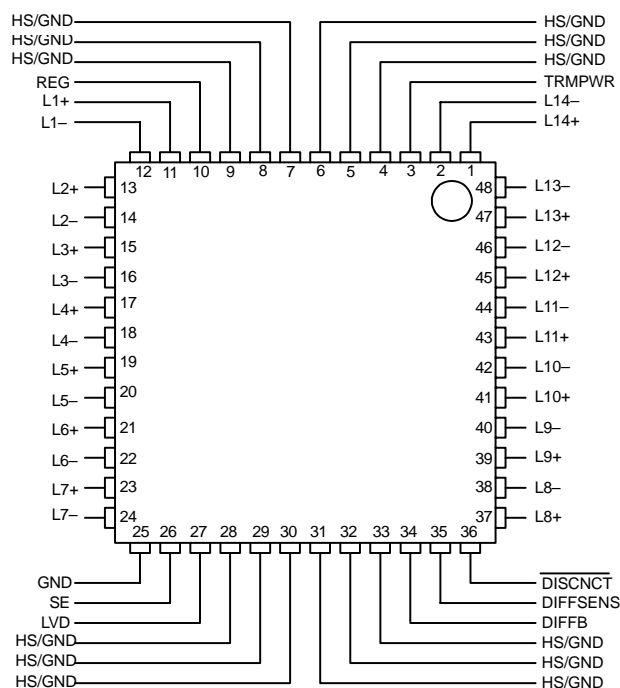 HS/GND HS/GND
HS/GND HS/GND
HS/GND HS/GND
REG TRMPWR
L1+ L14–
L1– L14+
12 11 10 9 8 7 6 5 4 3 2 1
L2+ 13 48 L13–
L2– 14 47 L13+
L3+ 15 46 L12–
L3– 16 45 L12+
L4+ 17 44 L11–
L4– 18 43 L11+
L5+ 19 42 L10–
L5– 20 41 L10+
L6+ 21 40 L9–
L6– 22 39 L9+
L7+ 23 38 L8–
L7– 24 37 L8+
25 26 27 28 29 30 31 32 33 34 35 36
GND DISCNCT
SE DIFFSENS
LVD DIFFB
HS/GND HS/GND
HS/GND HS/GND
HS/GND HS/GND